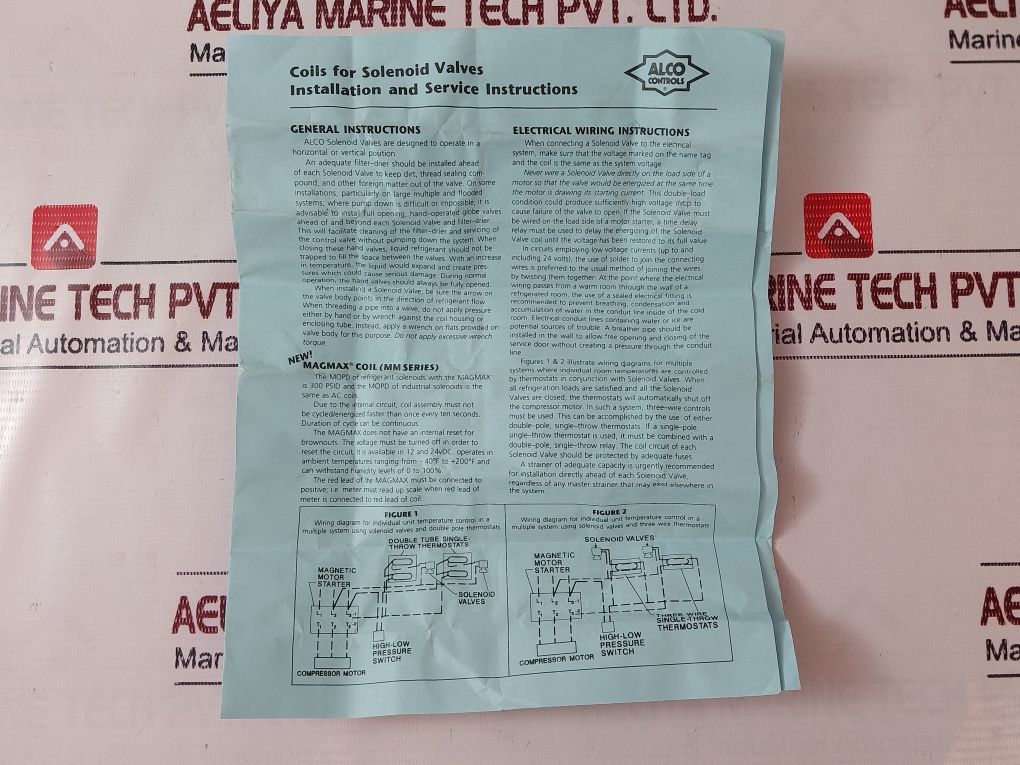 AELIYA MARINE TECH PVT. LTD.
Coils for Solenoid Valves
Installation and Service Instructions
ALCO
CONTROLS
GENERAL INSTRUCTIONS
ALCO Solenoid Valves are designed to operate in a
horizontal or vertical position.
An adequate filter–drier should be installed ahead
of each Solenoid Valve to keep dirt, thread sealing com-
pound, and other foreign matter out of the valve. On some
installations, particularly on large multiple and flooded
systems, where pump down is difficult or impossible, it is
advisable to install full opening, hand-operated globe valves
ahead of and beyond each Solenoid Valve and filter–drier.
This will facilitate cleaning of the filter–drier and servicing of
the control valve without pumping down the system. When
closing these hand valves, liquid refrigerant should not be
trapped to fill the space between the valves. With an increase
in temperature, the liquid would expand and create pres-
sures which could cause serious damage. During normal
operation, the hand valves should always be fully opened.
When installing a Solenoid Valve, be sure the arrow on
the valve body points in the direction of refrigerant flow.
When threading a pipe into a valve, do not apply pressure
either by hand or by wrench against the coil housing or
enclosing tube. Instead, apply a wrench on flats provided on
valve body for this purpose. Do not apply excessive wrench
torque.
NEW!
MAGMAX® COIL (MM SERIES)
The MOPD of refrigerant solenoids with the MAGMAX
is 300 PSID and the MOPD of industrial solenoids is the
same as AC coils.
Due to the internal circuit, coil assembly must not
be cycled/energized faster than once every ten seconds.
Duration of cycle can be continuous.
The MAGMAX does not have an internal reset for
brownouts. The voltage must be turned off in order to
reset the circuit. It is available in 12 and 24vDC, operates in
ambient temperatures ranging from – 40°F to +200°F and
can withstand humidity levels of 0 to 100%.
The red lead of the MAGMAX must be connected to
positive; i.e. meter must read up scale when red lead of
meter is connected to red lead of coil.
ELECTRICAL WIRING INSTRUCTIONS
When connecting a Solenoid Valve to the electrical
system, make sure that the voltage marked on the name tag
and the coil is the same as the system voltage.
Never wire a Solenoid Valve directly on the load side of a
motor so that the valve would be energized at the same time
the motor is drawing its starting current. This double–load
condition could produce sufficiently high voltage drop to
cause failure of the valve to open. If the Solenoid Valve must
be wired on the load side of a motor starter, a time delay
relay must be used to delay the energizing of the Solenoid
Valve coil until the voltage has been restored to its full value.
In circuits employing low voltage currents (up to and
including 24 volts), the use of solder to join the connecting
wires is preferred to the usual method of joining the wires
by twisting them together. At the point where the electrical
wiring passes from a warm room through the wall of a
refrigerated room, the use of a sealed electrical fitting is
recommended to prevent breathing, condensation and
accumulation of water in the conduit line inside of the cold
room. Electrical conduit lines containing water or ice are
potential sources of trouble. A breather pipe should be
installed in the wall to allow free opening and closing of the
service door without creating a pressure through the conduit
line.
Figures 1 & 2 illustrate wiring diagrams for multiple
systems where individual room temperatures are controlled
by thermostats in conjunction with Solenoid Valves. When
all refrigeration loads are satisfied and all the Solenoid
Valves are closed, the thermostats will automatically shut off
the compressor motor. In such a system, three–wire controls
must be used. This can be accomplished by the use of either
double–pole, single–throw thermostats. If a single–pole,
single–throw thermostat is used, it must be combined with a
double–pole, single–throw relay. The coil circuit of each
Solenoid Valve should be protected by adequate fuses.
A strainer of adequate capacity is urgently recommended
for installation directly ahead of each Solenoid Valve,
regardless of any master strainer that may exist elsewhere in
the system.
FIGURE 1
Wiring diagram for individual unit temperature control in a
multiple system using solenoid valves and double pole thermostats
DOUBLE TUBE SINGLE-
THROW THERMOSTATS
MAGNETIC
MOTOR
STARTER
SOLENOID
VALVES
HIGH-LOW
PRESSURE
SWITCH
COMPRESSOR MOTOR
FIGURE 2
Wiring diagram for individual unit temperature control in a
multiple system using solenoid valves and three wire thermostats
SOLENOID VALVES
MAGNETIC
MOTOR
STARTER
THREE WIRE
SINGLE-THROW
THERMOSTATS
HIGH-LOW
PRESSURE
SWITCH
COMPRESSOR MOTOR
INE TECH PVT
al Automation & Ma
RINE TECH PVT
rial Automation & Ma
AELI
Marine
AE
Mar
AE
Ma